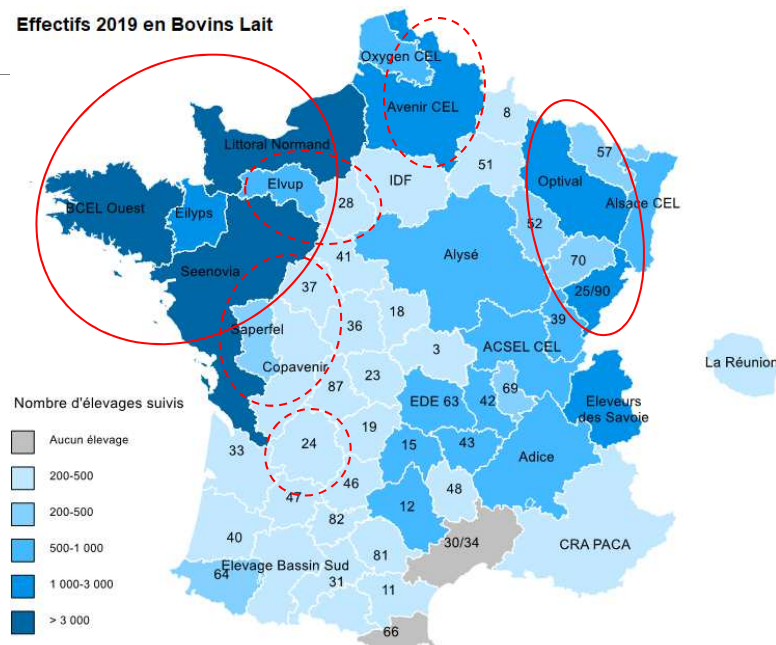 Effectifs 2019 en Bovins Lait
Oxygen CEL
Avenir CEL
8
Littoral Normand
57
51
IDF
Optival
Elvup
28
BCEL Ouest
Eilyps
Alsace CEL
52
41
Alysé
70
Seenovia
37
25/90
18
36
39
Saperfel
ACSEL CEL
3
La Réunion
Copavenir
23
87
69
Nombre d'élevages suivis
EDE 63
42
Eleveurs
des Savoie
19
Aucun élevage
24
15
43
33
Adice
200-500
46
48
47
12
200-500
82
40
30/34
CRA PACA
500-1 000
81
Elevage Bassin Sud
64
31
11
1 000-3 000
> 3 000
66